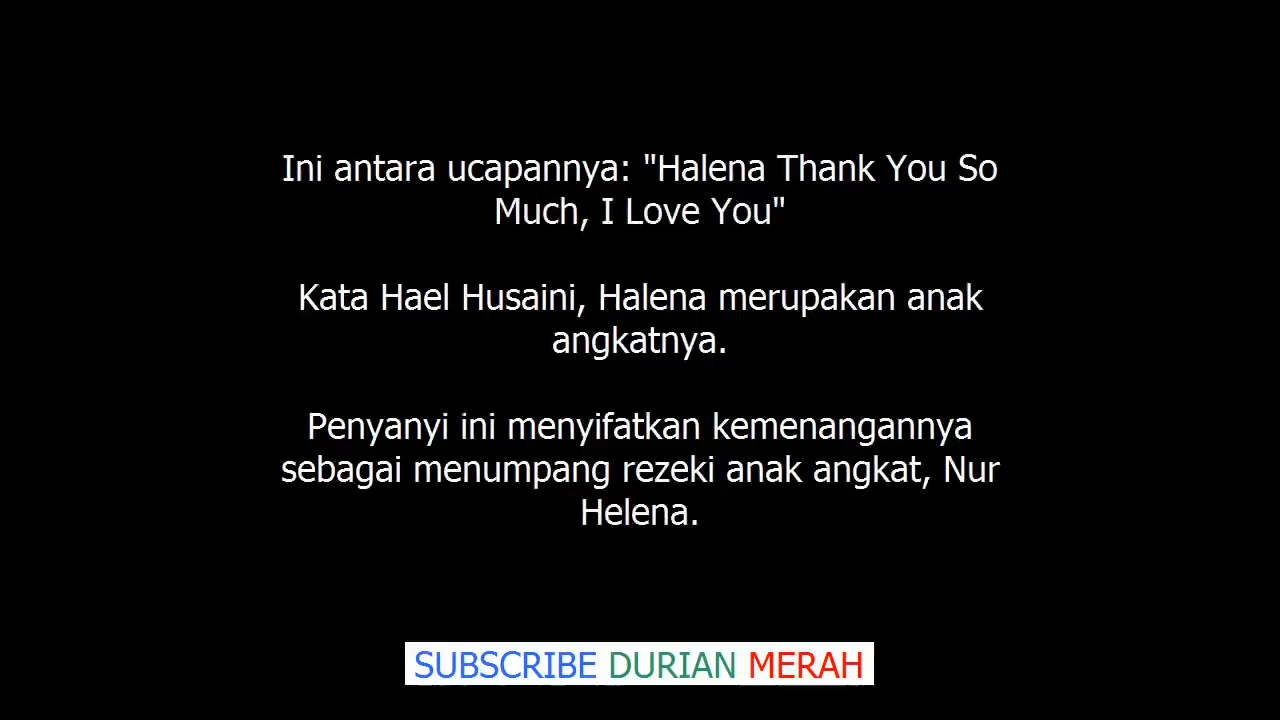 Ini antara ucapannya: "Halena Thank You So
Much, I Love You"
Kata Hael Husaini, Halena merupakan anak
angkatnya.
Penyanyi ini menyifatkan kemenangannya
sebagai menumpang rezeki anak angkat, Nur
Helena.
SUBSCRIBE DURIAN MERAH